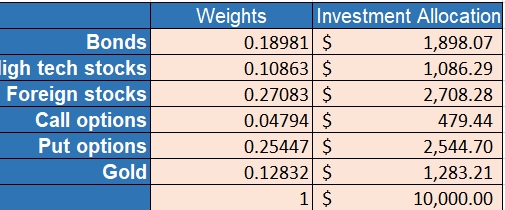 Weights Investment Allocation
Bonds 0.18981 $ 1,898.07
igh tech stocks 0.10863 $ 1,086.29
Foreign stocks 0.27083 $ 2,708.28
Call options 0.04794 $ 479.44
Put options 0.25447 $ 2,544.70
Gold 0.12832 $ 1,283.21
1 $ 10,000.00